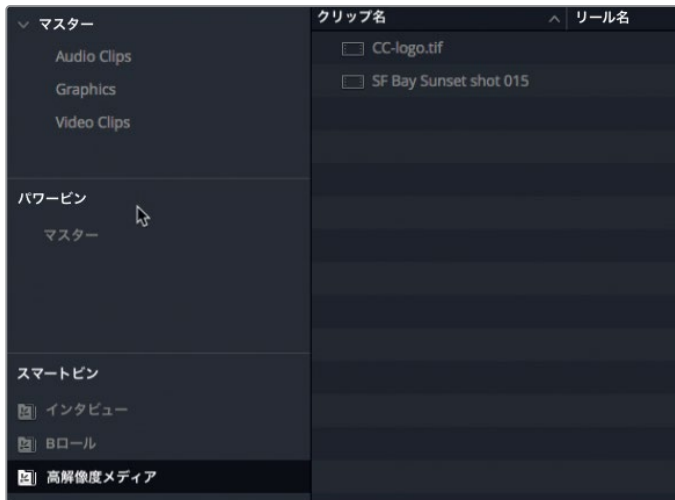 マスター
Audio Clips
Graphics
Video Clips
パワービン
マスター
スマートビン
インタビュー
Bロール
高解像度メディア
クリップ名 リール名
CC-logo.tif
SF Bay Sunset shot 015